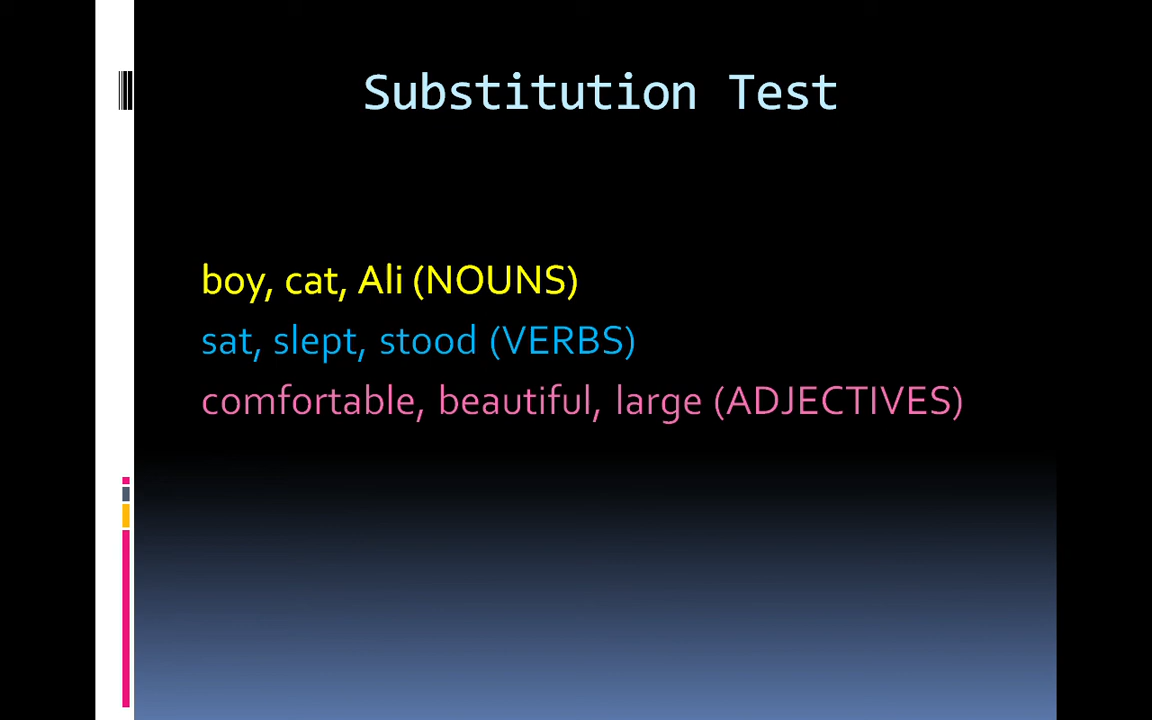 Substitution Test
boy, cat, Ali (NOUNS)
sat, slept, stood (VERBS)
comfortable, beautiful, large (ADJECTIVES)